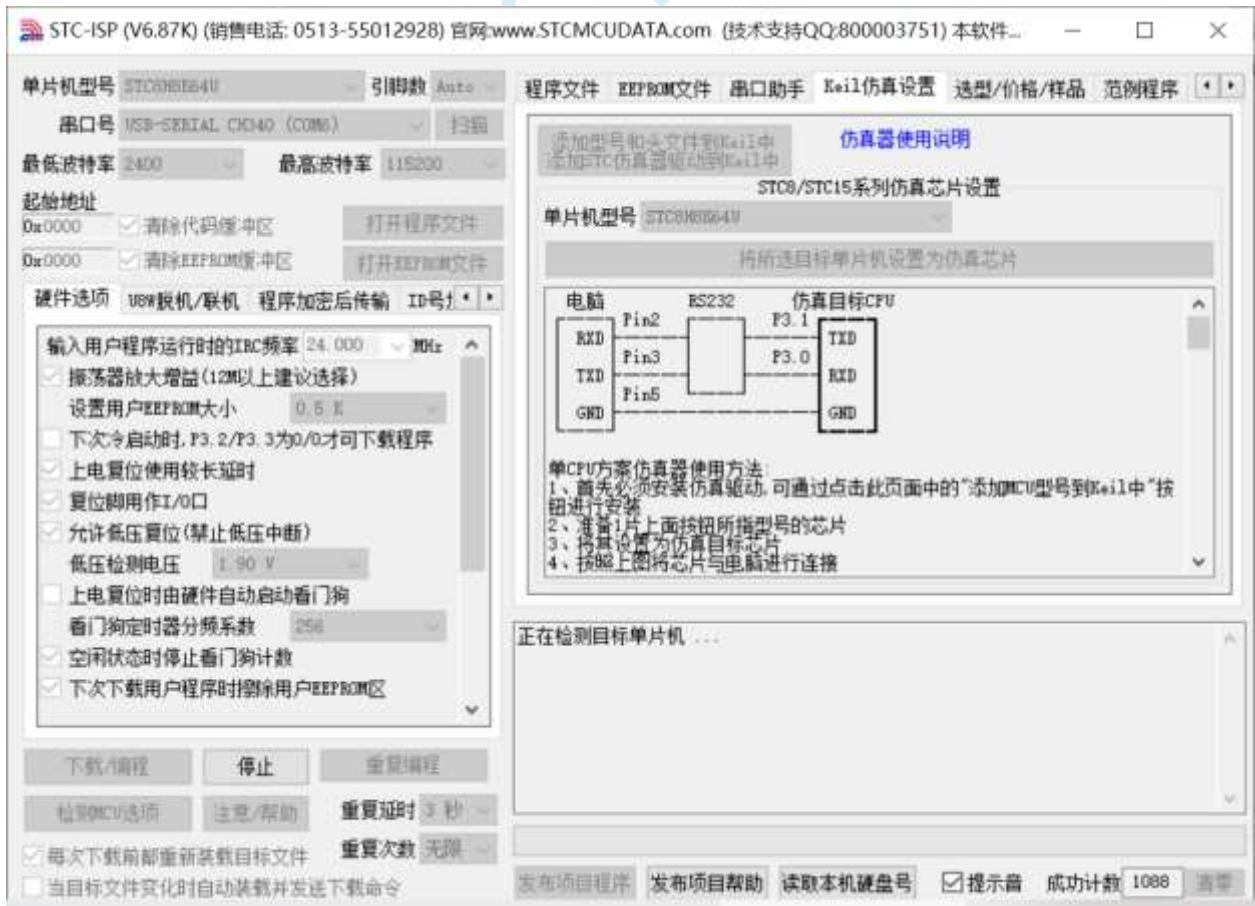 STC-ISP (V6.87K) (销售电话: 0513-55012928) 官网:www.STCMCUDATA.com (技术支持QQ:800003751) 本软件...
单片机型号 STC8H8K64U 引脚数 Auto
串口号 USB-SERIAL CH340 (COM6) 扫描
最低波特率 2400 最高波特率 115200
起始地址
0x0000 清除代码缓冲区 打开程序文件
0x0000 清除EEPROM缓冲区 打开EEPROM文件
硬件选项 U8W脱机/联机 程序加密后传输 ID号
输入用户程序运行时的IRC频率 24.000 MHz
振荡器放大增益(12M以上建议选择)
设置用户EEPROM大小 0.5 K
下次冷启动时,P3.2/P3.3为0/0才可下载程序
上电复位使用较长延时
复位脚用作I/O口
允许低压复位(禁止低压中断)
低压检测电压 1.90 V
上电复位时由硬件自动启动看门狗
看门狗定时器分频系数 256
空闲状态时停止看门狗计数
下次下载用户程序时擦除用户EEPROM区
下载/编程 停止 重复编程
检测MCU选项 注意/帮助 重复延时 3 秒
重复次数 无限
每次下载前都重新装载目标文件
当目标文件变化时自动装载并发送下载命令
程序文件 EEPROM文件 串口助手 Keil仿真设置 选型/价格/样品 范例程序
添加型号和头文件到Keil中
添加STC仿真器驱动到Keil中
仿真器使用说明
STC8/STC15系列仿真芯片设置
单片机型号 STC8H8K64U
将所选目标单片机设置为仿真芯片
电脑 RS232 仿真目标CPU
Pin2 P3.1
RXD TXD
Pin3 P3.0
TXD RXD
Pin5
GND GND
单CPU方案仿真器使用方法:
1、首先必须安装仿真驱动,可通过点击此页面中的"添加MCU型号到Keil中"按
钮进行安装
2、准备1片上面按钮所指型号的芯片
3、将其设置为仿真目标芯片
4、按照上图将芯片与电脑进行连接
正在检测目标单片机 ...
发布项目程序 发布项目帮助 读取本机硬盘号 提示音 成功计数 1088 清零